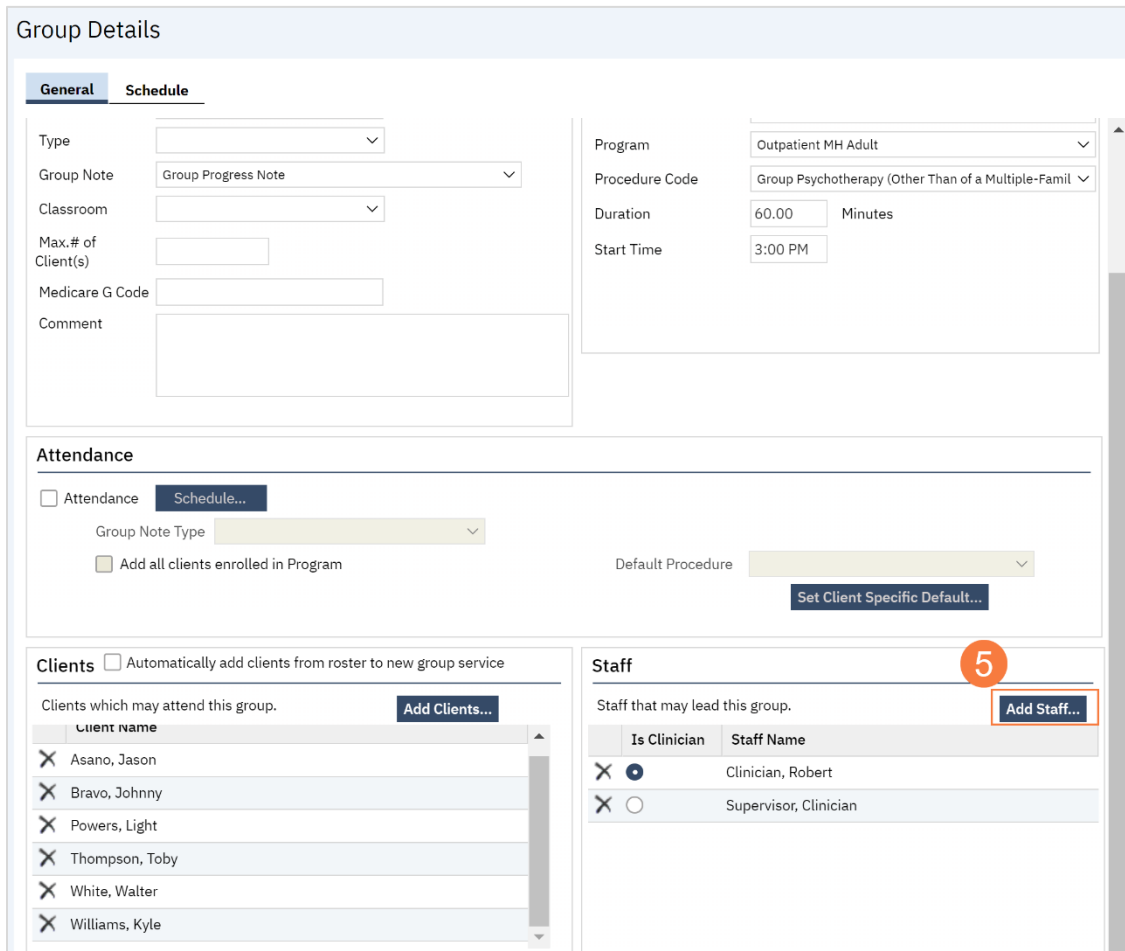 Group Details
General Schedule
Type
Group Note Group Progress Note
Classroom
Max.# of
Client(s)
Medicare G Code
Comment
Program Outpatient MH Adult
Procedure Code Group Psychotherapy (Other Than of a Multiple-Famil
Duration 60.00 Minutes
Start Time 3:00 PM
Attendance
Attendance Schedule...
Group Note Type
Add all clients enrolled in Program Default Procedure
Set Client Specific Default...
Clients Automatically add clients from roster to new group service
Clients which may attend this group. Add Clients...
Client Name
Asano, Jason
Bravo, Johnny
Powers, Light
Thompson, Toby
White, Walter
Williams, Kyle
Staff 5
Staff that may lead this group. Add Staff...
Is Clinician Staff Name
Clinician, Robert
Supervisor, Clinician